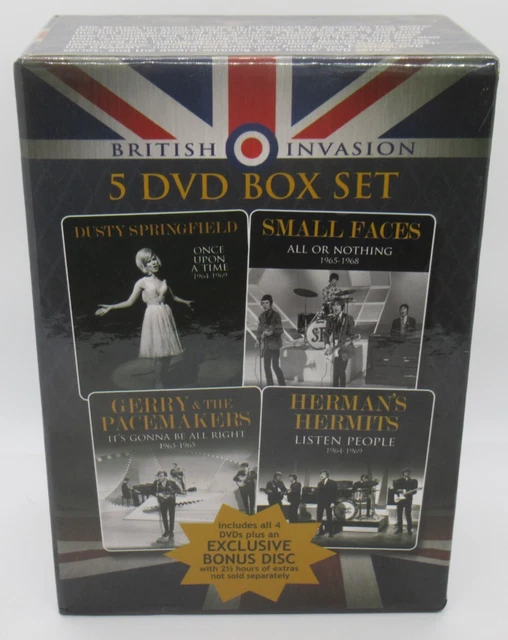 BRITISH INVASION
5 DVD BOX SET
DUSTY SPRINGFIELD
ONCE
UPON
A TIME
1964-1969
SMALL FACES
ALL OR NOTHING
1965-1968
GERRY & THE
PACEMAKERS
IT'S GONNA BE ALL RIGHT
1963-1965
HERMAN'S
HERMITS
LISTEN PEOPLE
1964-1969
includes all 4
DVDs plus an
EXCLUSIVE
BONUS DISC
with 2½ hours of extras
not sold separately